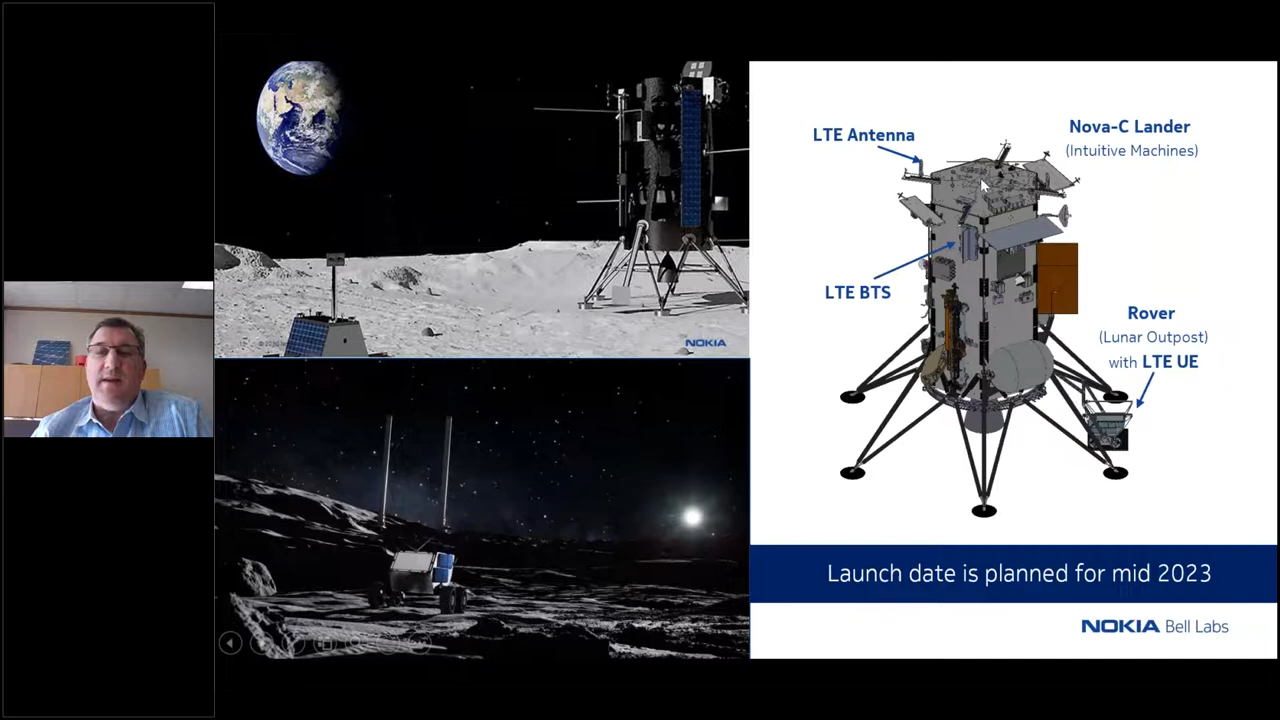 NOKIA
LTE Antenna
Nova-C Lander
(Intuitive Machines)
LTE BTS
Rover
(Lunar Outpost)
with LTE UE
Launch date is planned for mid 2023
NOKIA Bell Labs